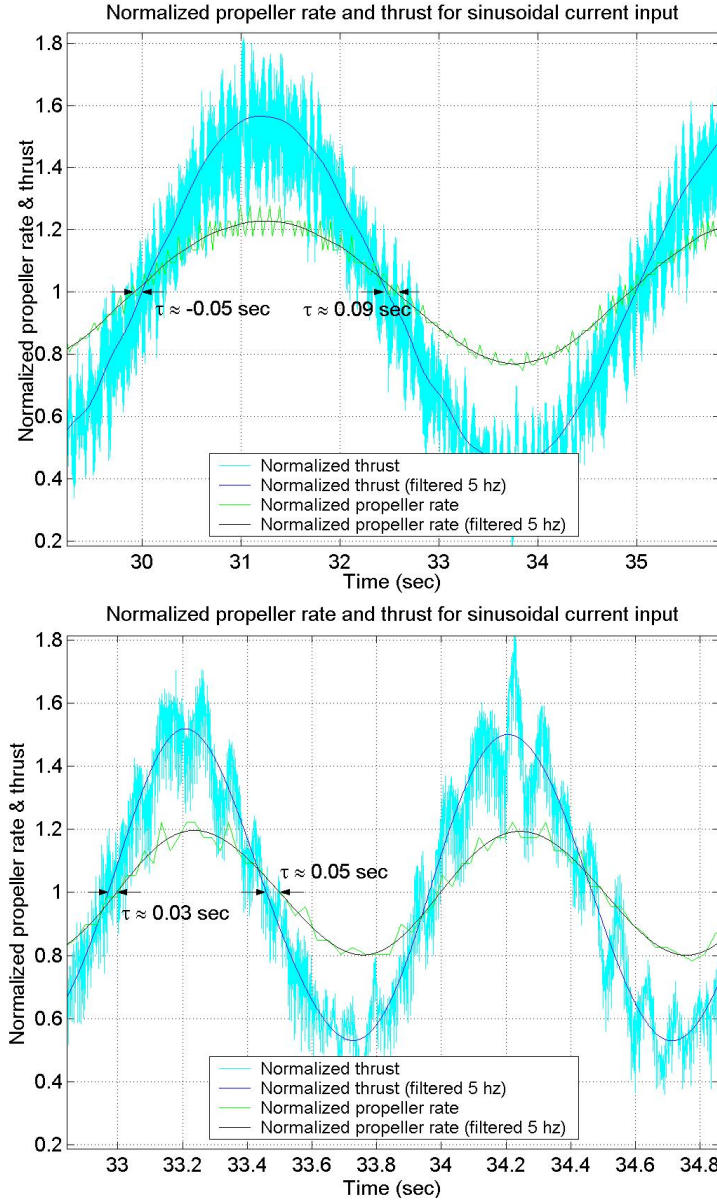 Normalized propeller rate and thrust for sinusoidal current input
Normalized propeller rate & thrust
1.8
1.6
1.4
1.2
1
0.8
0.6
0.4
0.2
τ ≈ -0.05 sec
τ ≈ 0.09 sec
Normalized thrust
Normalized thrust (filtered 5 hz)
Normalized propeller rate
Normalized propeller rate (filtered 5 hz)
30 31 32 33 34 35
Time (sec)
Normalized propeller rate and thrust for sinusoidal current input
Normalized propeller rate & thrust
1.8
1.6
1.4
1.2
1
0.8
0.6
0.4
0.2
τ ≈ 0.05 sec
τ ≈ 0.03 sec
Normalized thrust
Normalized thrust (filtered 5 hz)
Normalized propeller rate
Normalized propeller rate (filtered 5 hz)
33 33.2 33.4 33.6 33.8 34 34.2 34.4 34.6 34.8
Time (sec)